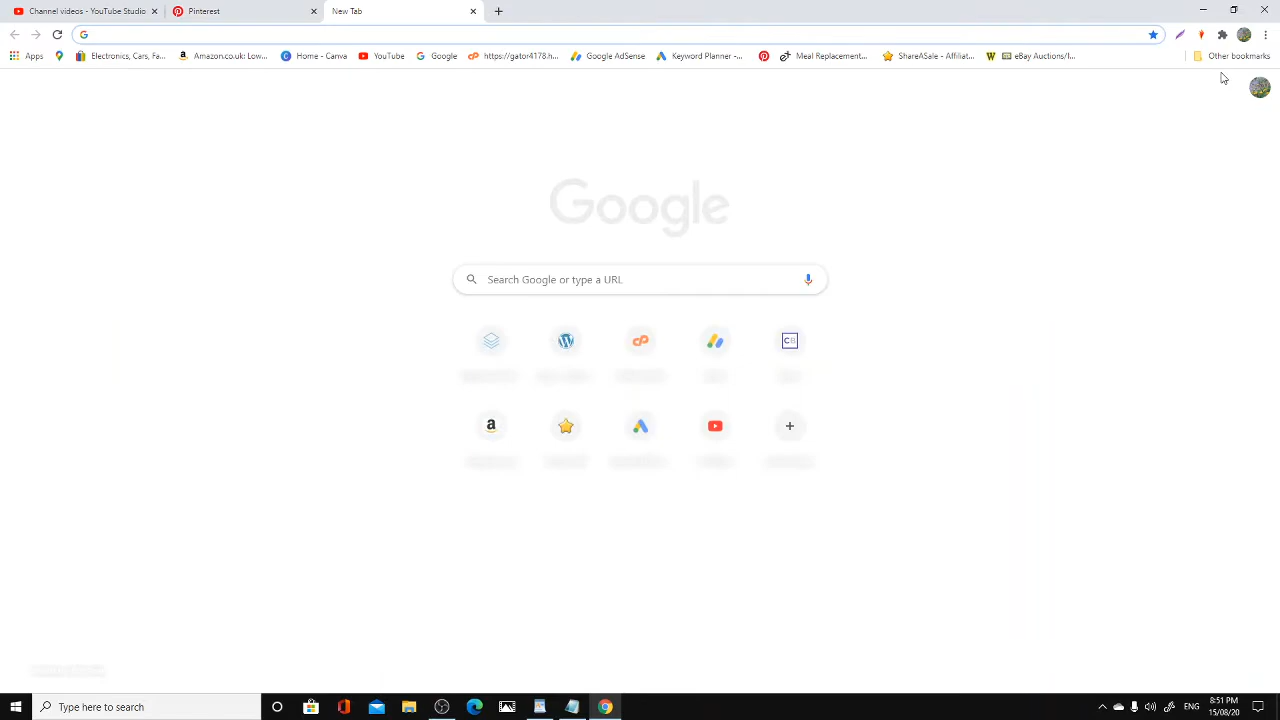 Channel videos - YouTube Studio
Pinterest
New Tab
Apps
Electronics, Cars, Fa...
Amazon.co.uk: Low...
Home - Canva
YouTube
Google
https://gator4178.h...
Google AdSense
Keyword Planner -...
Meal Replacement...
ShareASale - Affiliat...
eBay Auctions/I...
Other bookmarks
Google
Search Google or type a URL
Type here to search
ENG
8:51 PM
15/08/20